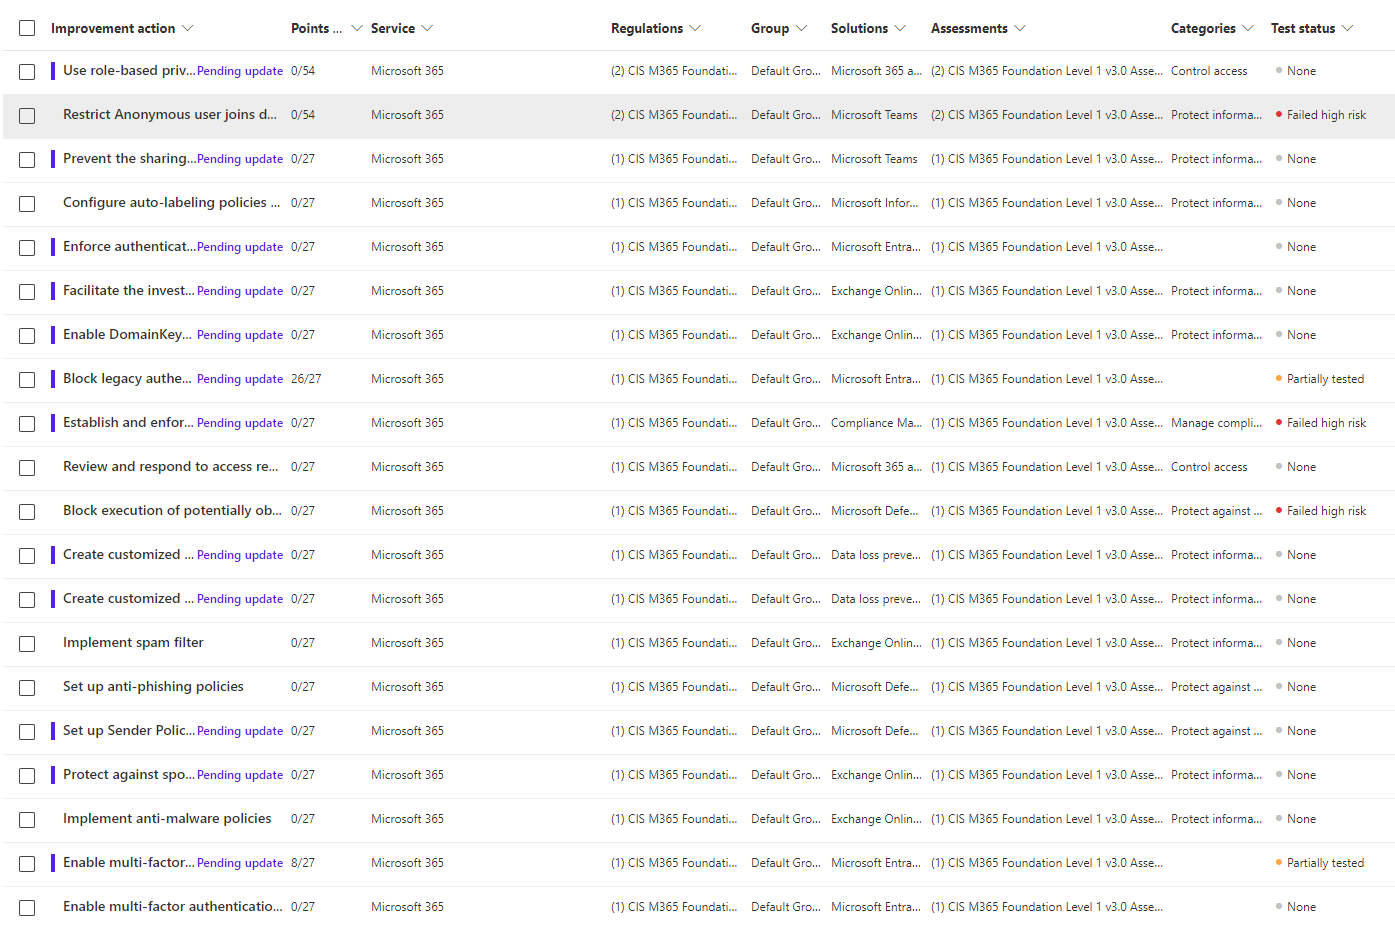 Improvement action Points ... Service Regulations Group Solutions Assessments Categories Test status
Use role-based priv... Pending update 0/54 Microsoft 365 (2) CIS M365 Foundati... Default Gro... Microsoft 365 a... (2) CIS M365 Foundation Level 1 v3.0 Asse... Control access None
Restrict Anonymous user joins d... 0/54 Microsoft 365 (2) CIS M365 Foundati... Default Gro... Microsoft Teams (2) CIS M365 Foundation Level 1 v3.0 Asse... Protect informa... Failed high risk
Prevent the sharing... Pending update 0/27 Microsoft 365 (1) CIS M365 Foundati... Default Gro... Microsoft Teams (1) CIS M365 Foundation Level 1 v3.0 Asse... Protect informa... None
Configure auto-labeling policies ... 0/27 Microsoft 365 (1) CIS M365 Foundati... Default Gro... Microsoft Infor... (1) CIS M365 Foundation Level 1 v3.0 Asse... Protect informa... None
Enforce authenticat... Pending update 0/27 Microsoft 365 (1) CIS M365 Foundati... Default Gro... Microsoft Entra... (1) CIS M365 Foundation Level 1 v3.0 Asse... None
Facilitate the invest... Pending update 0/27 Microsoft 365 (1) CIS M365 Foundati... Default Gro... Exchange Onlin... (1) CIS M365 Foundation Level 1 v3.0 Asse... Protect informa... None
Enable DomainKey... Pending update 0/27 Microsoft 365 (1) CIS M365 Foundati... Default Gro... Exchange Onlin... (1) CIS M365 Foundation Level 1 v3.0 Asse... Protect informa... None
Block legacy authe... Pending update 26/27 Microsoft 365 (1) CIS M365 Foundati... Default Gro... Microsoft Entra... (1) CIS M365 Foundation Level 1 v3.0 Asse... Partially tested
Establish and enfor... Pending update 0/27 Microsoft 365 (1) CIS M365 Foundati... Default Gro... Compliance Ma... (1) CIS M365 Foundation Level 1 v3.0 Asse... Manage compli... Failed high risk
Review and respond to access re... 0/27 Microsoft 365 (1) CIS M365 Foundati... Default Gro... Microsoft 365 a... (1) CIS M365 Foundation Level 1 v3.0 Asse... Control access None
Block execution of potentially ob... 0/27 Microsoft 365 (1) CIS M365 Foundati... Default Gro... Microsoft Defe... (1) CIS M365 Foundation Level 1 v3.0 Asse... Protect against ... Failed high risk
Create customized ... Pending update 0/27 Microsoft 365 (1) CIS M365 Foundati... Default Gro... Data loss preve... (1) CIS M365 Foundation Level 1 v3.0 Asse... Protect informa... None
Create customized ... Pending update 0/27 Microsoft 365 (1) CIS M365 Foundati... Default Gro... Data loss preve... (1) CIS M365 Foundation Level 1 v3.0 Asse... Protect informa... None
Implement spam filter 0/27 Microsoft 365 (1) CIS M365 Foundati... Default Gro... Exchange Onlin... (1) CIS M365 Foundation Level 1 v3.0 Asse... Protect informa... None
Set up anti-phishing policies 0/27 Microsoft 365 (1) CIS M365 Foundati... Default Gro... Microsoft Defe... (1) CIS M365 Foundation Level 1 v3.0 Asse... Protect against ... None
Set up Sender Polic... Pending update 0/27 Microsoft 365 (1) CIS M365 Foundati... Default Gro... Microsoft Defe... (1) CIS M365 Foundation Level 1 v3.0 Asse... Protect against ... None
Protect against spo... Pending update 0/27 Microsoft 365 (1) CIS M365 Foundati... Default Gro... Exchange Onlin... (1) CIS M365 Foundation Level 1 v3.0 Asse... Protect informa... None
Implement anti-malware policies 0/27 Microsoft 365 (1) CIS M365 Foundati... Default Gro... Exchange Onlin... (1) CIS M365 Foundation Level 1 v3.0 Asse... Protect informa... None
Enable multi-factor... Pending update 8/27 Microsoft 365 (1) CIS M365 Foundati... Default Gro... Microsoft Entra... (1) CIS M365 Foundation Level 1 v3.0 Asse... Partially tested
Enable multi-factor authenticatio... 0/27 Microsoft 365 (1) CIS M365 Foundati... Default Gro... Microsoft Entra... (1) CIS M365 Foundation Level 1 v3.0 Asse... None